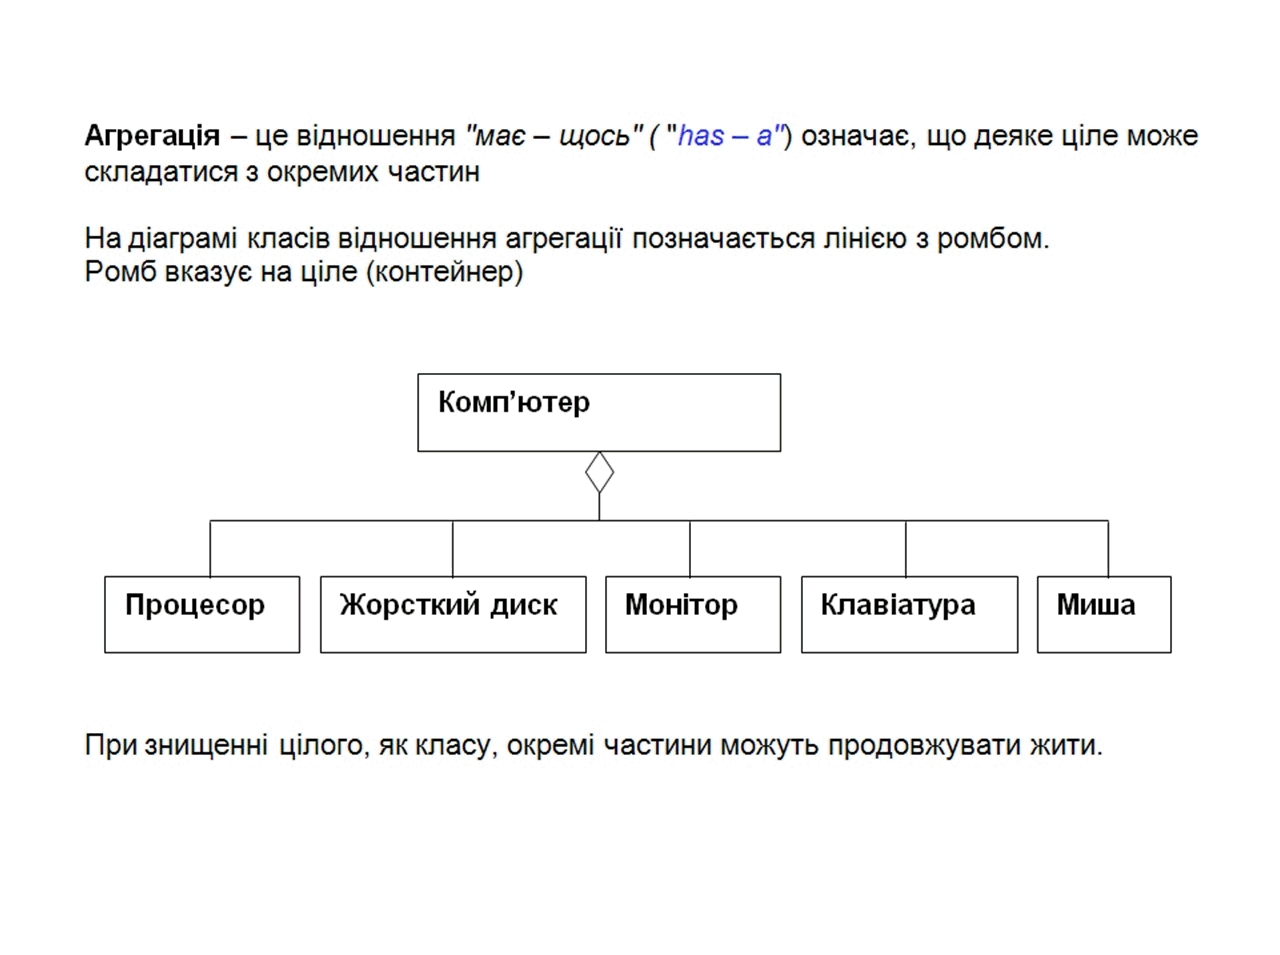 Агрегація – це відношення "має – щось" ( "has – a") означає, що деяке ціле може
складатися з окремих частин
На діаграмі класів відношення агрегації позначається лінією з ромбом.
Ромб вказує на ціле (контейнер)
Комп’ютер
Процесор
Жорсткий диск
Монітор
Клавіатура
Миша
При знищенні цілого, як класу, окремі частини можуть продовжувати жити.